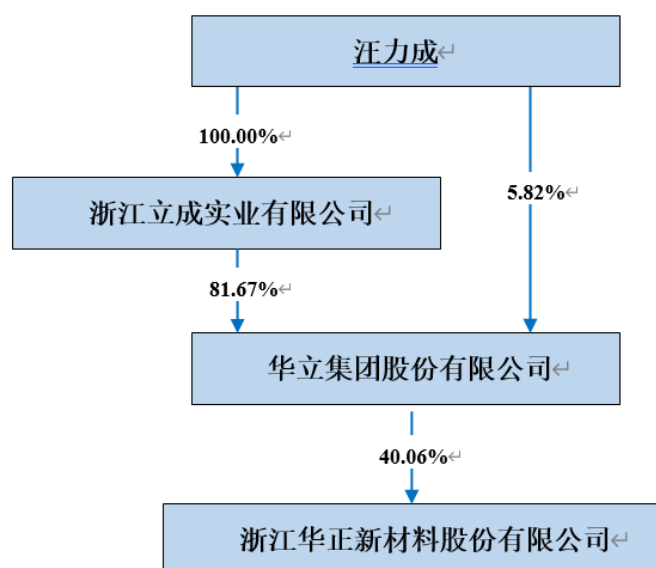 汪力成
100.00%
5.82%
浙江立成实业有限公司
81.67%
华立集团股份有限公司
40.06%
浙江华正新材料股份有限公司